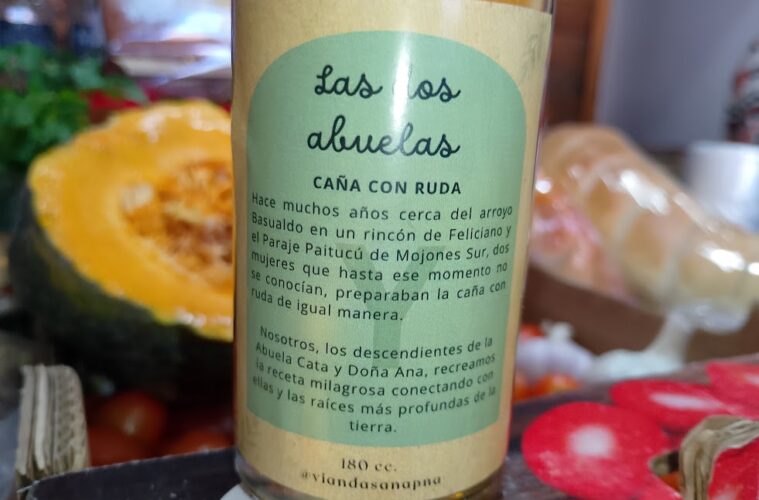 Las dos
abuelas
CAÑA CON RUDA
Hace muchos años cerca del arroyo
Basualdo en un rincón de Feliciano y
el Paraje Paitucú de Mojones Sur, dos
mujeres que hasta ese momento no
se conocían, preparaban la caña con
ruda de igual manera.
Nosotros, los descendientes de la
Abuela Cata y Doña Ana, recreamos
la receta milagrosa conectando con
ellas y las raíces más profundas de la
tierra.
180 cc.
@viandasanapna